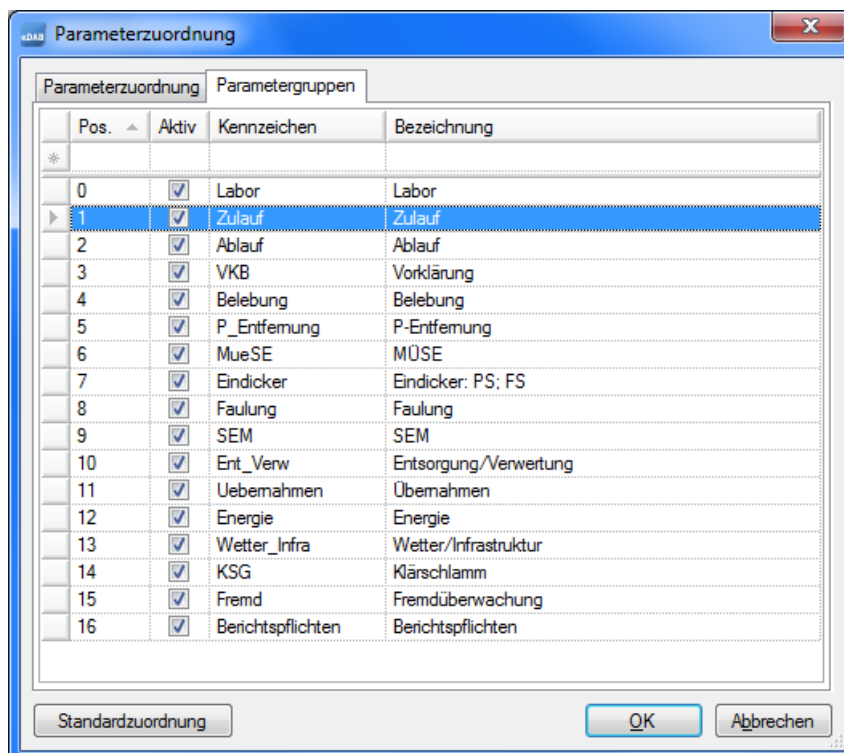 eDAB Parameterzuordnung
Parameterzuordnung Parametergruppen
Pos. Aktiv Kennzeichen Bezeichnung
0 Labor Labor
1 Zulauf Zulauf
2 Ablauf Ablauf
3 VKB Vorklärung
4 Belebung Belebung
5 P_Entfernung P-Entfernung
6 MueSE MÜSE
7 Eindicker Eindicker: PS; FS
8 Faulung Faulung
9 SEM SEM
10 Ent_Verw Entsorgung/Verwertung
11 Uebernahmen Übernahmen
12 Energie Energie
13 Wetter_Infra Wetter/Infrastruktur
14 KSG Klärschlamm
15 Fremd Fremdüberwachung
16 Berichtspflichten Berichtspflichten
Standardzuordnung OK Abbrechen